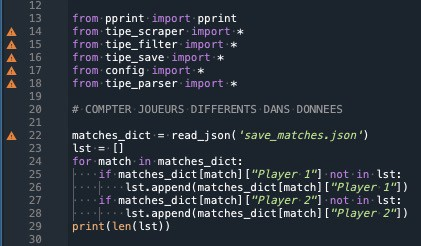 12
13 from pprint import pprint
14 from tipe_scraper import *
15 from tipe_filter import *
16 from tipe_save import *
17 from config import *
18 from tipe_parser import *
19
20 # COMPTER JOUEURS DIFFERENTS DANS DONNEES
21
22 matches_dict = read_json('save_matches.json')
23 lst = []
24 for match in matches_dict:
25     if matches_dict[match]["Player 1"] not in lst:
26         lst.append(matches_dict[match]["Player 1"])
27     if matches_dict[match]["Player 2"] not in lst:
28         lst.append(matches_dict[match]["Player 2"])
29 print(len(lst))
30